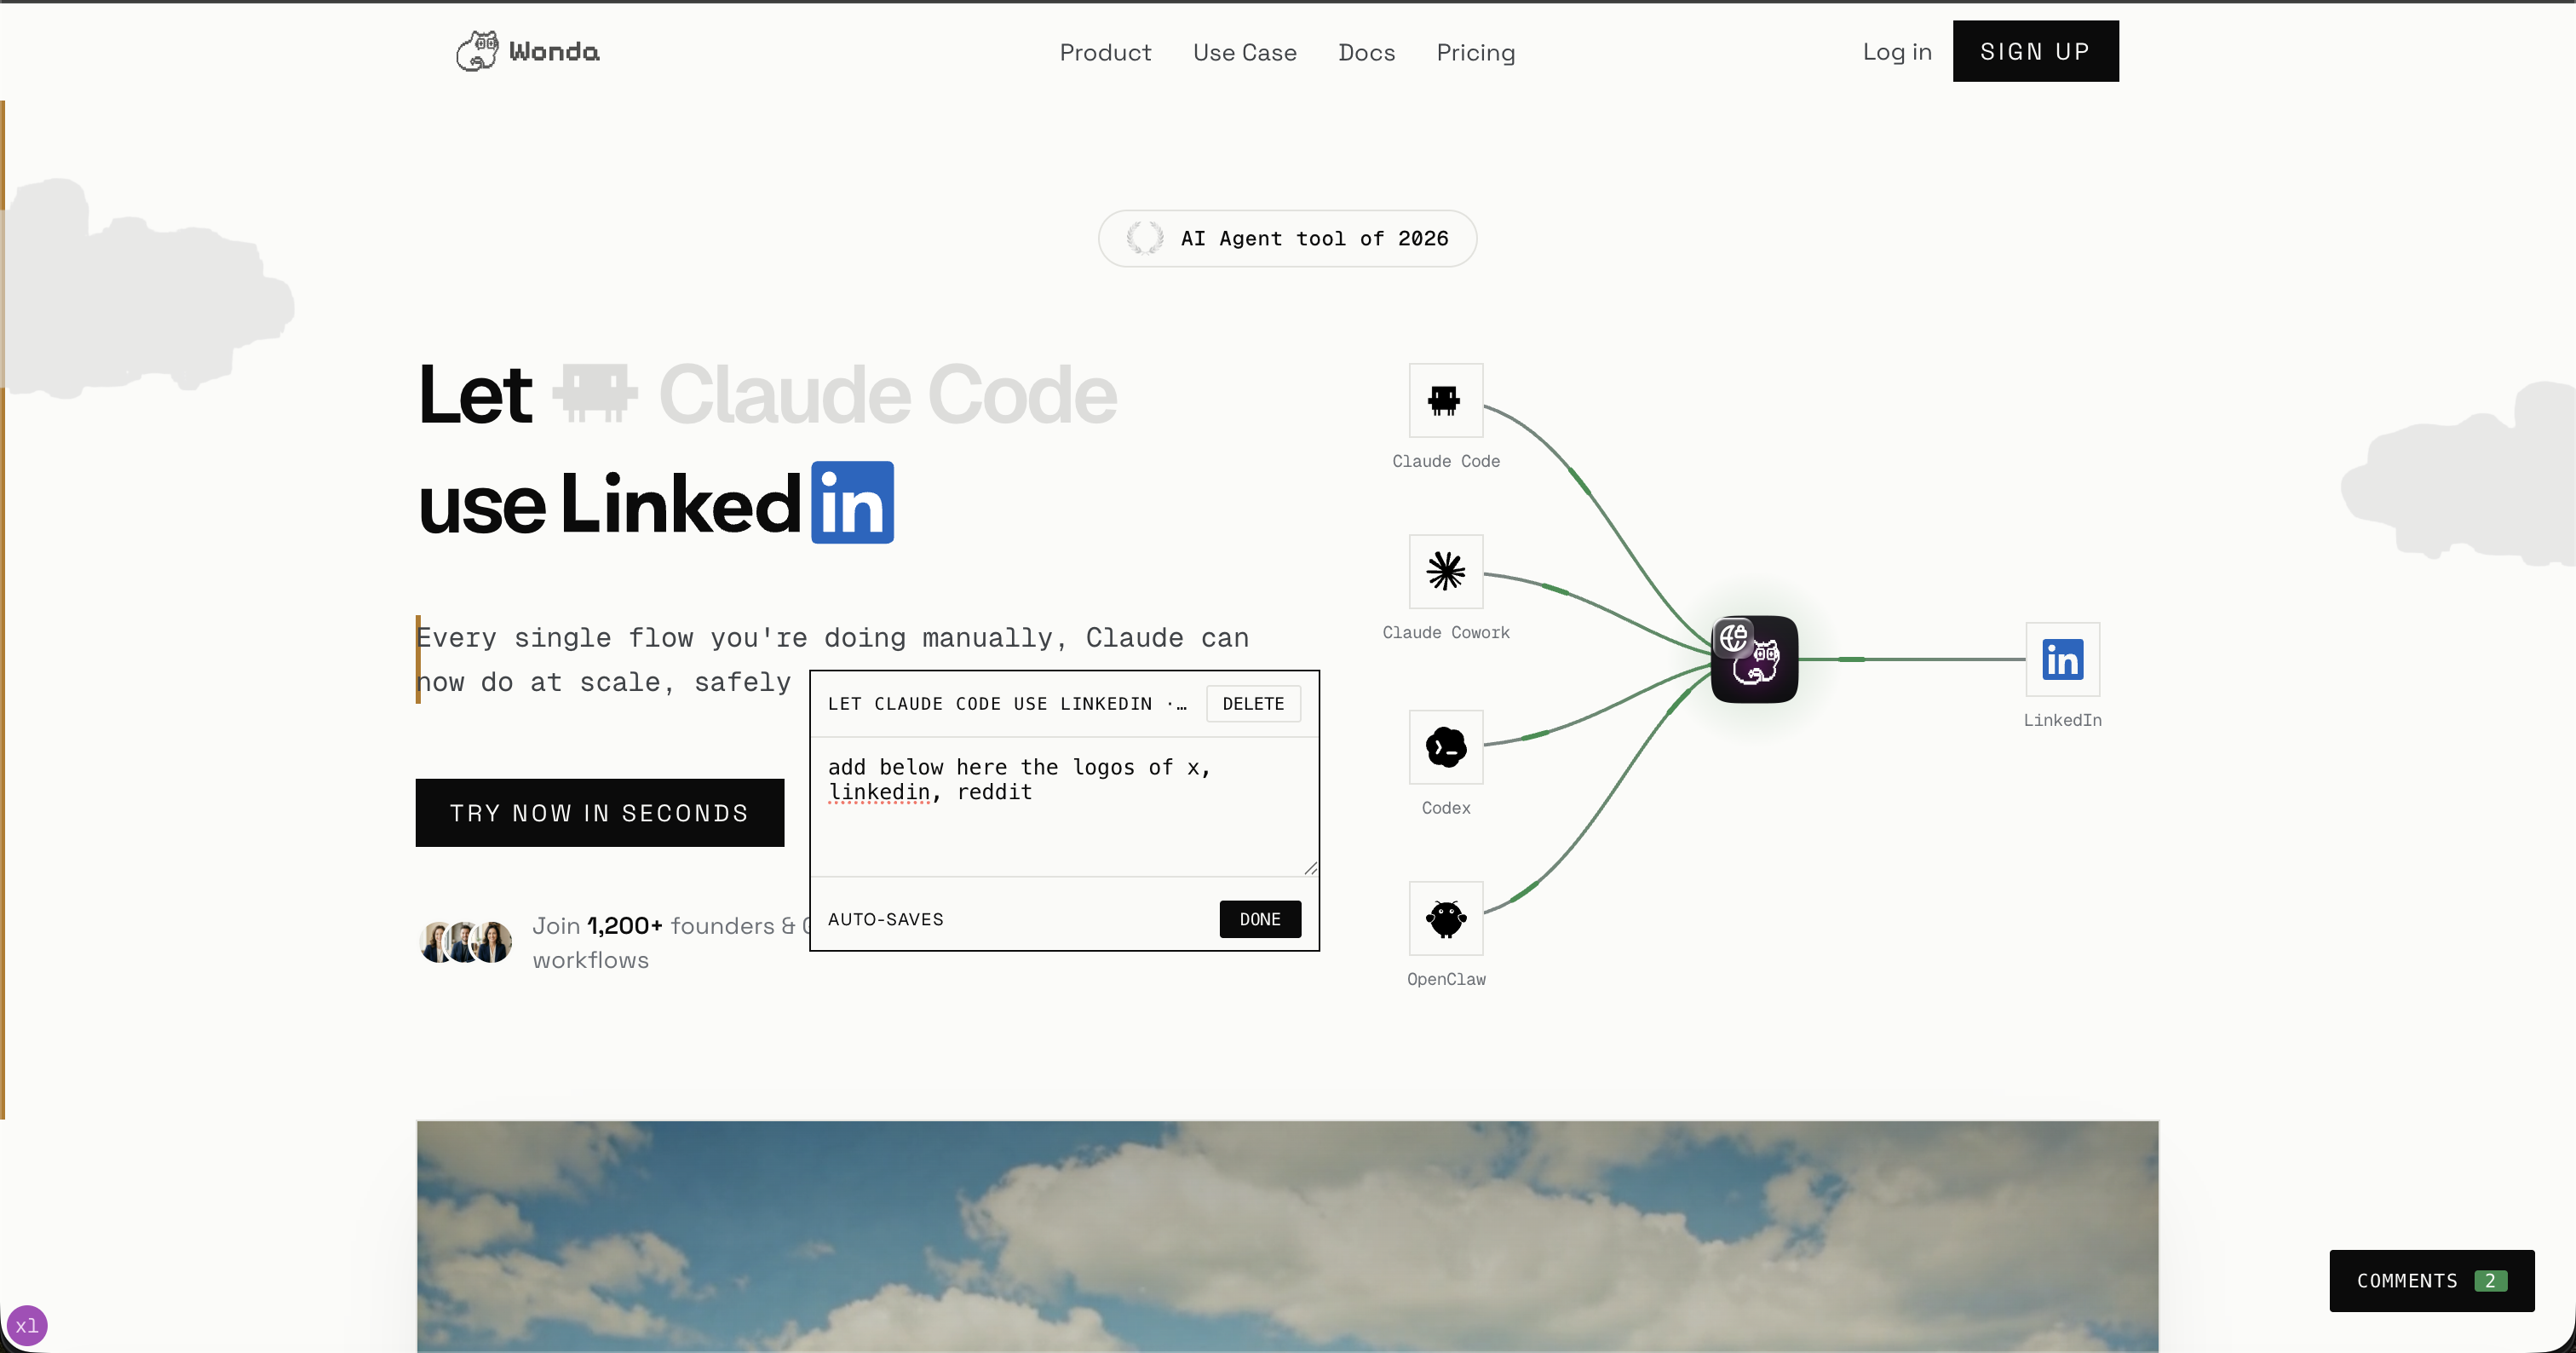 Wonda
Product Use Case Docs Pricing
Log in SIGN UP
AI Agent tool of 2026
Let Claude Code
use Linked in
Every single flow you're doing manually, Claude can
now do at scale, safely
LET CLAUDE CODE USE LINKEDIN ·… DELETE
add below here the logos of x,
linkedin, reddit
AUTO-SAVES DONE
TRY NOW IN SECONDS
Join 1,200+ founders &
workflows
Claude Code
Claude Cowork
Codex
OpenClaw
in
LinkedIn
COMMENTS 2
xl